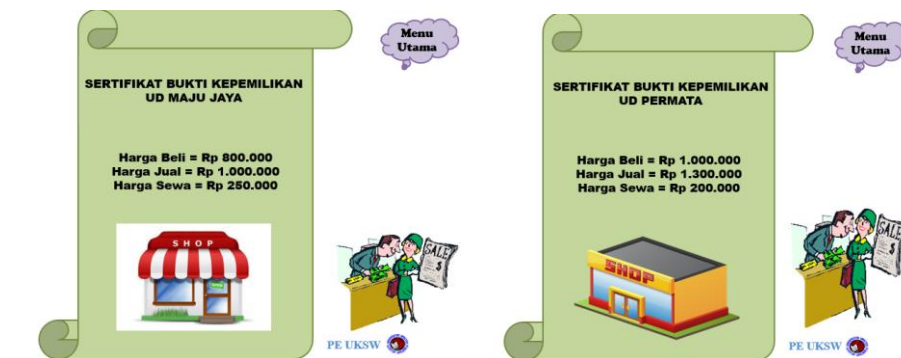 Menu
Utama
SERTIFIKAT BUKTI KEPEMILIKAN
UD MAJU JAYA
Harga Beli = Rp 800.000
Harga Jual = Rp 1.000.000
Harga Sewa = Rp 250.000
SHOP
SALE
$
PE UKSW
Menu
Utama
SERTIFIKAT BUKTI KEPEMILIKAN
UD PERMATA
Harga Beli = Rp 1.000.000
Harga Jual = Rp 1.300.000
Harga Sewa = Rp 200.000
SHOP
SALE
$
PE UKSW